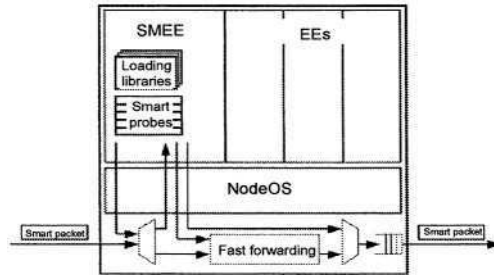 SMEE
EEs
Loading
libraries
Smart
probes
NodeOS
Smart packet
Smart packet
Fast forwarding